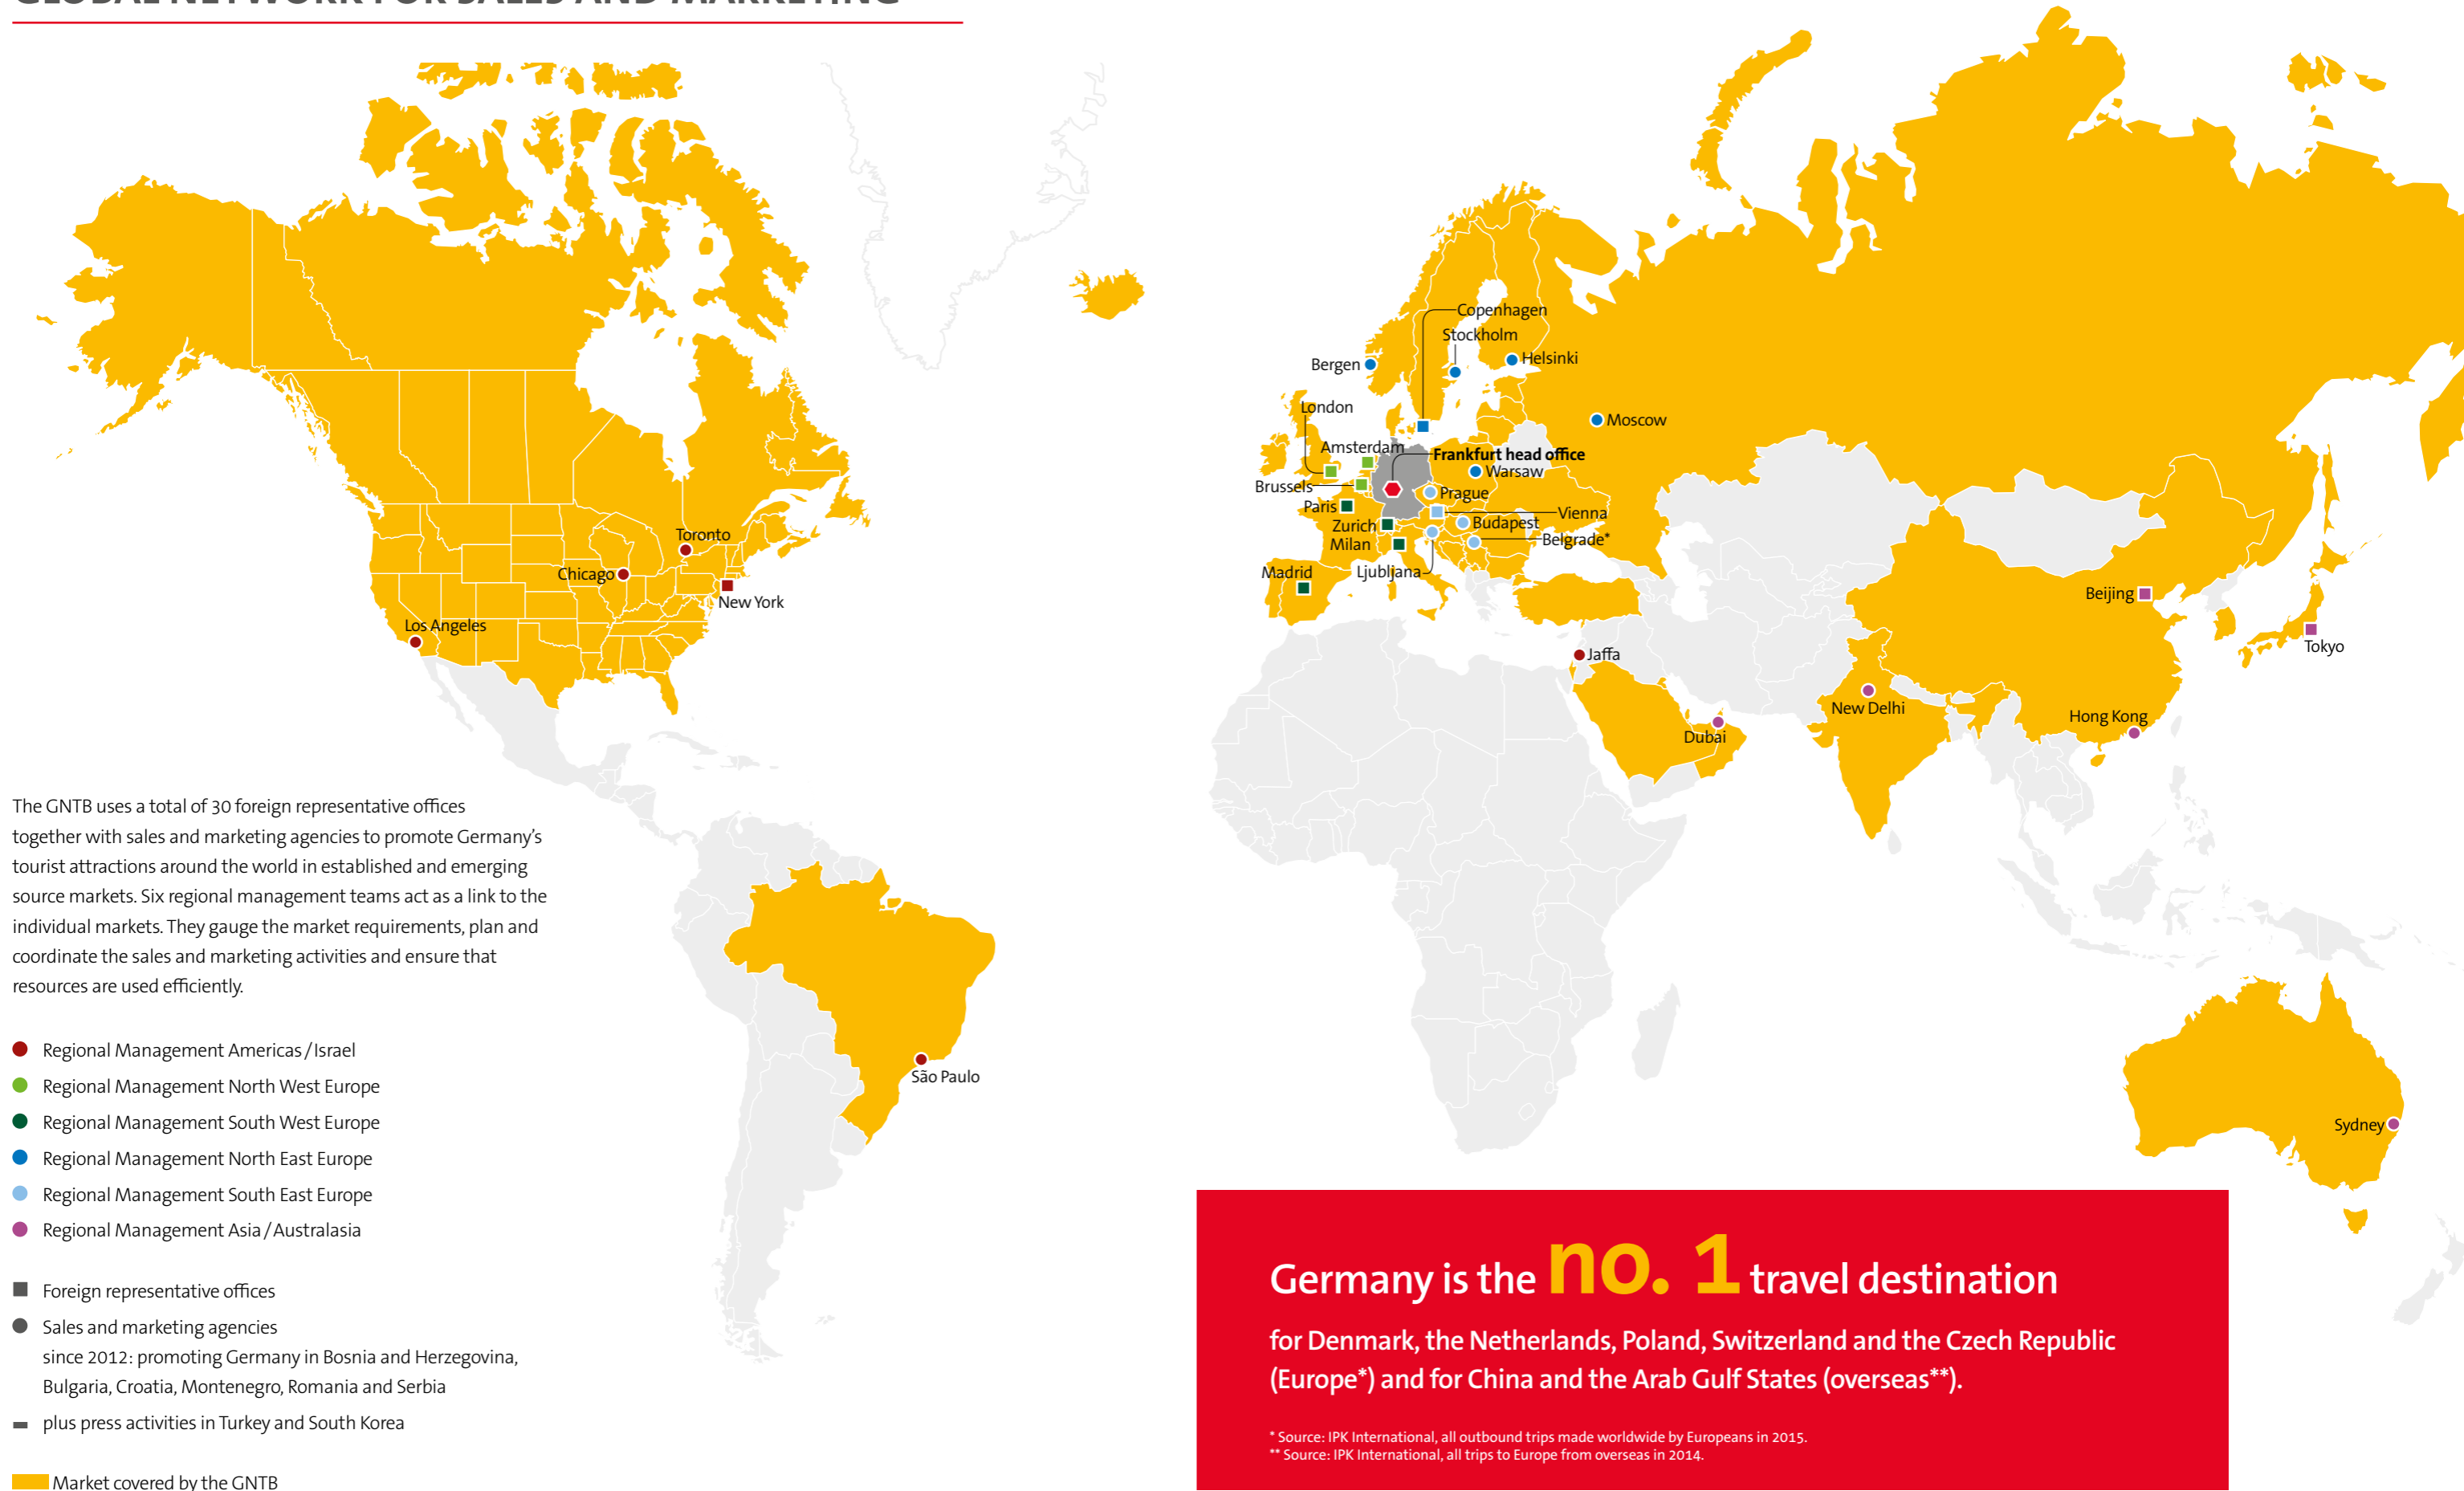 GLOBAL NETWORK FOR SALES AND MARKETING
Copenhagen
Stockholm
Bergen
Helsinki
London
Moscow
Amsterdam
Frankfurt head office
Warsaw
Brussels
Prague
Paris
Vienna
Zurich
Budapest
Milan
Belgrade*
Madrid
Ljubljana
Toronto
Chicago
New York
Los Angeles
Beijing
Tokyo
Jaffa
New Delhi
Hong Kong
Dubai
São Paulo
Sydney
The GNTB uses a total of 30 foreign representative offices
together with sales and marketing agencies to promote Germany’s
tourist attractions around the world in established and emerging
source markets. Six regional management teams act as a link to the
individual markets. They gauge the market requirements, plan and
coordinate the sales and marketing activities and ensure that
resources are used efficiently.
Regional Management Americas / Israel
Regional Management North West Europe
Regional Management South West Europe
Regional Management North East Europe
Regional Management South East Europe
Regional Management Asia / Australasia
Foreign representative offices
Sales and marketing agencies
since 2012: promoting Germany in Bosnia and Herzegovina,
Bulgaria, Croatia, Montenegro, Romania and Serbia
plus press activities in Turkey and South Korea
Market covered by the GNTB
Germany is the no. 1 travel destination
for Denmark, the Netherlands, Poland, Switzerland and the Czech Republic
(Europe*) and for China and the Arab Gulf States (overseas**).
* Source: IPK International, all outbound trips made worldwide by Europeans in 2015.
** Source: IPK International, all trips to Europe from overseas in 2014.